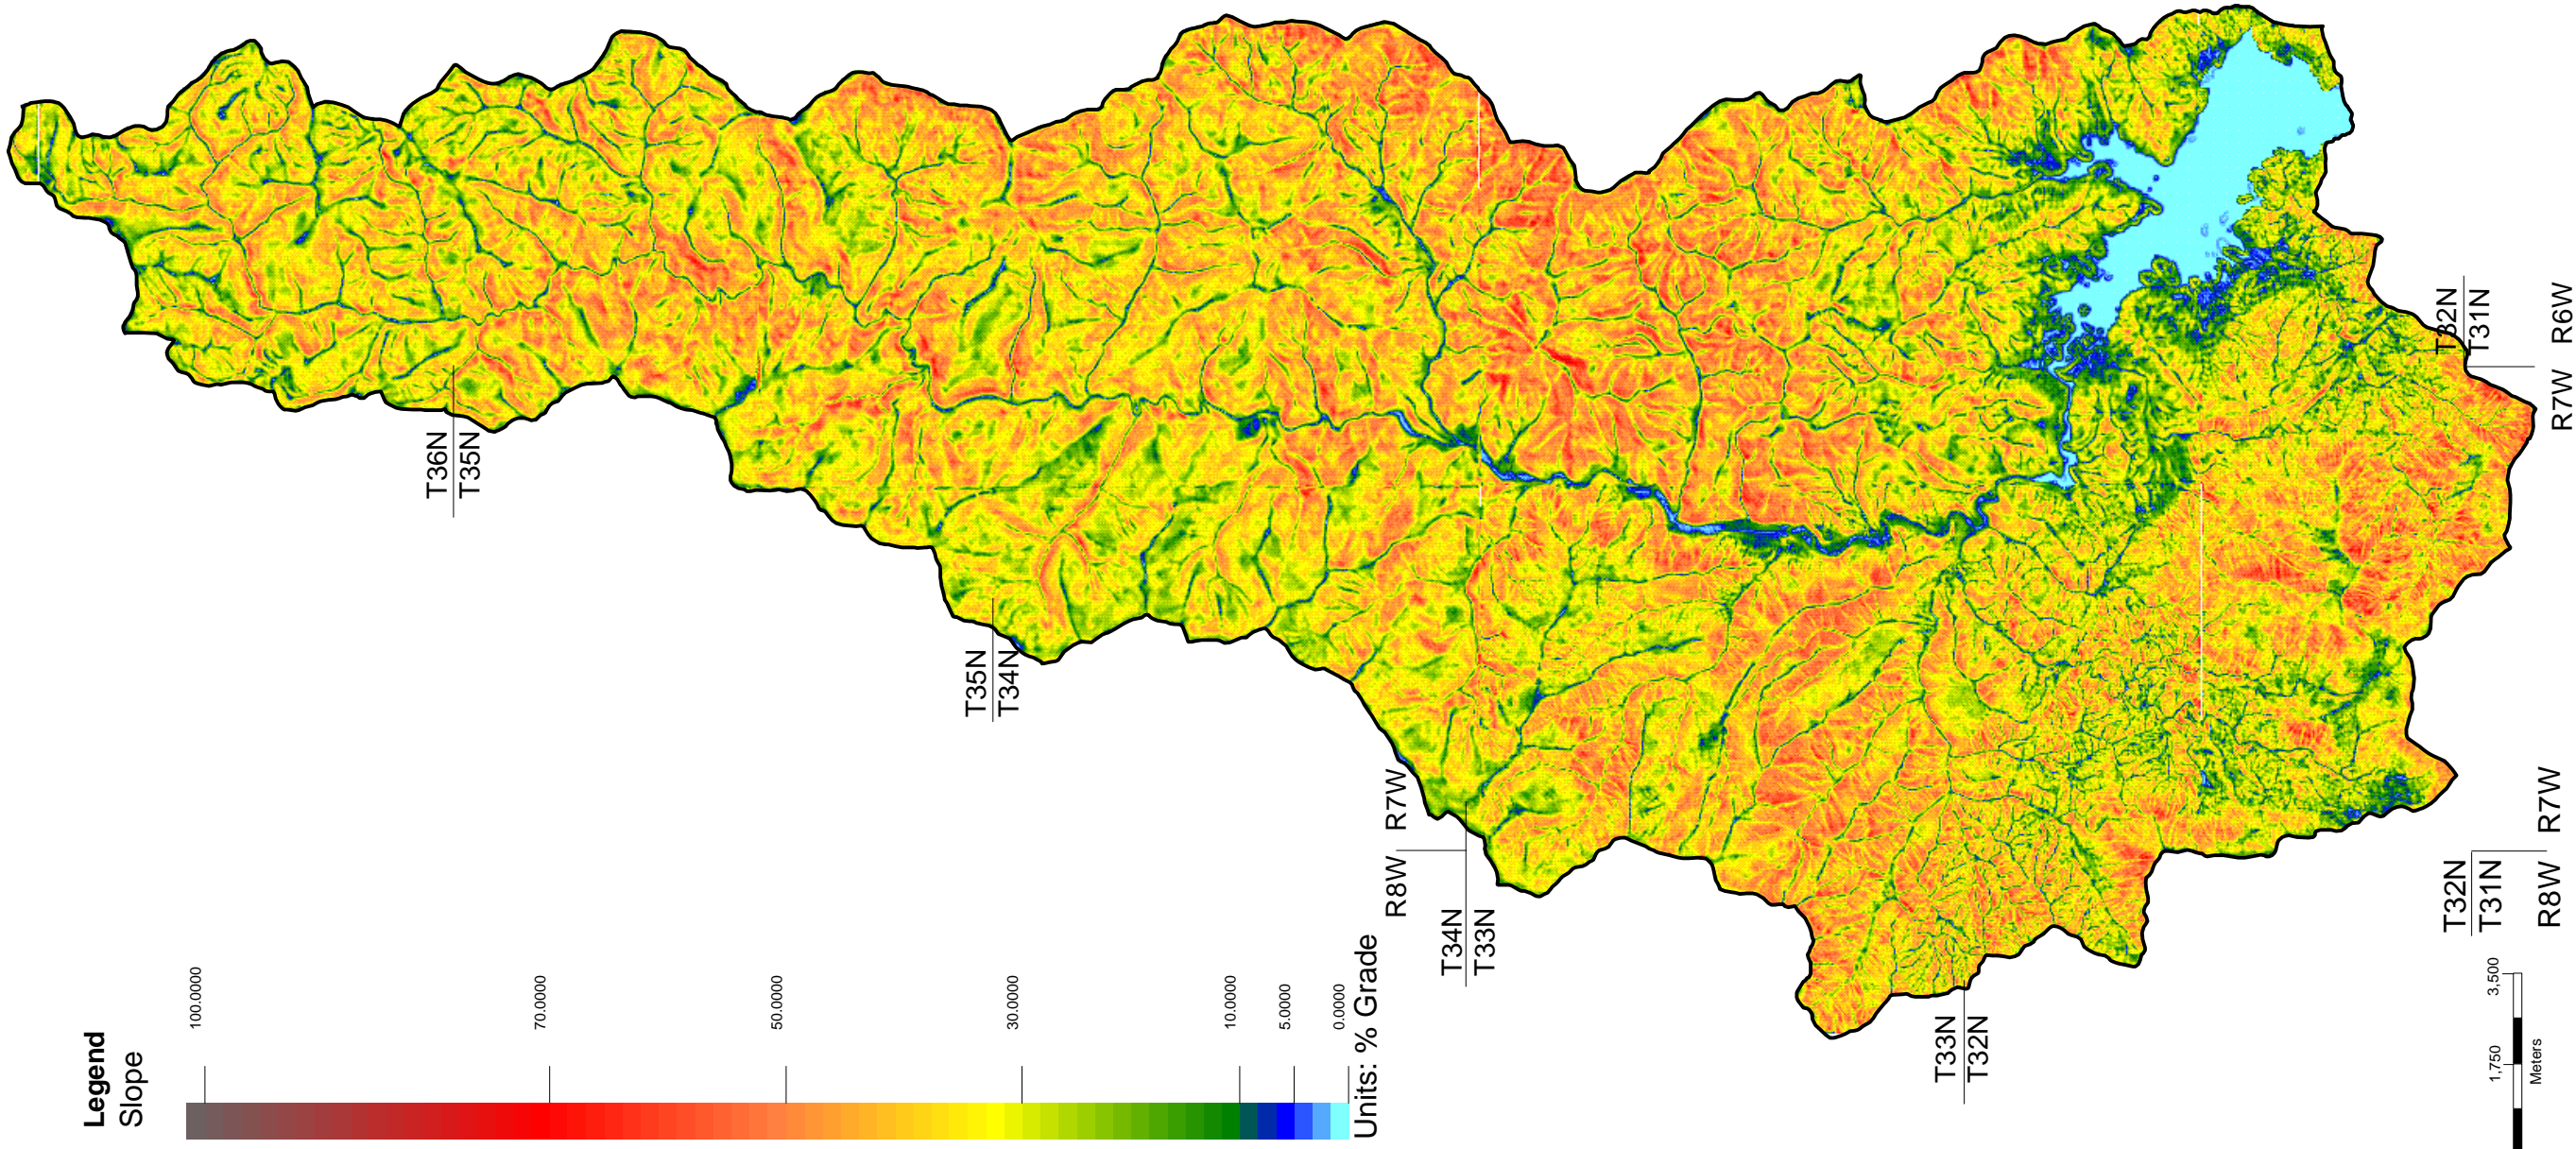 T36N
T35N
T35N
T34N
R8W R7W
T34N
T33N
T33N
T32N
T32N
T31N
R7W R6W
T32N
T31N
R8W R7W
Legend
Slope
100.0000
70.0000
50.0000
30.0000
10.0000
5.0000
0.0000
Units: % Grade
1,750 3,500
Meters